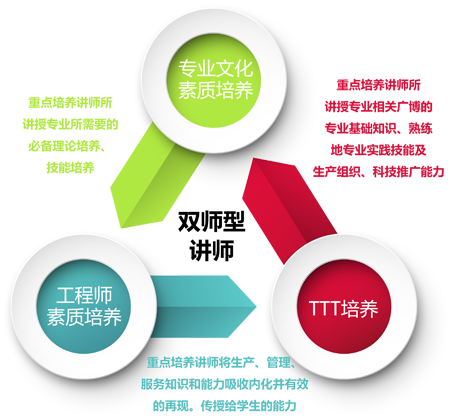 专业文化
素质培养
重点培养讲师所
讲授专业所需要的
必备理论培养、
技能培养
重点培养讲师所
讲授专业相关广博的
专业基础知识、熟练
地专业实践技能及
生产组织、科技推广能力
双师型
讲师
工程师
素质培养
TTT培养
重点培养讲师将生产、管理、
服务知识和能力吸收内化并有效
的再现。传授给学生的能力